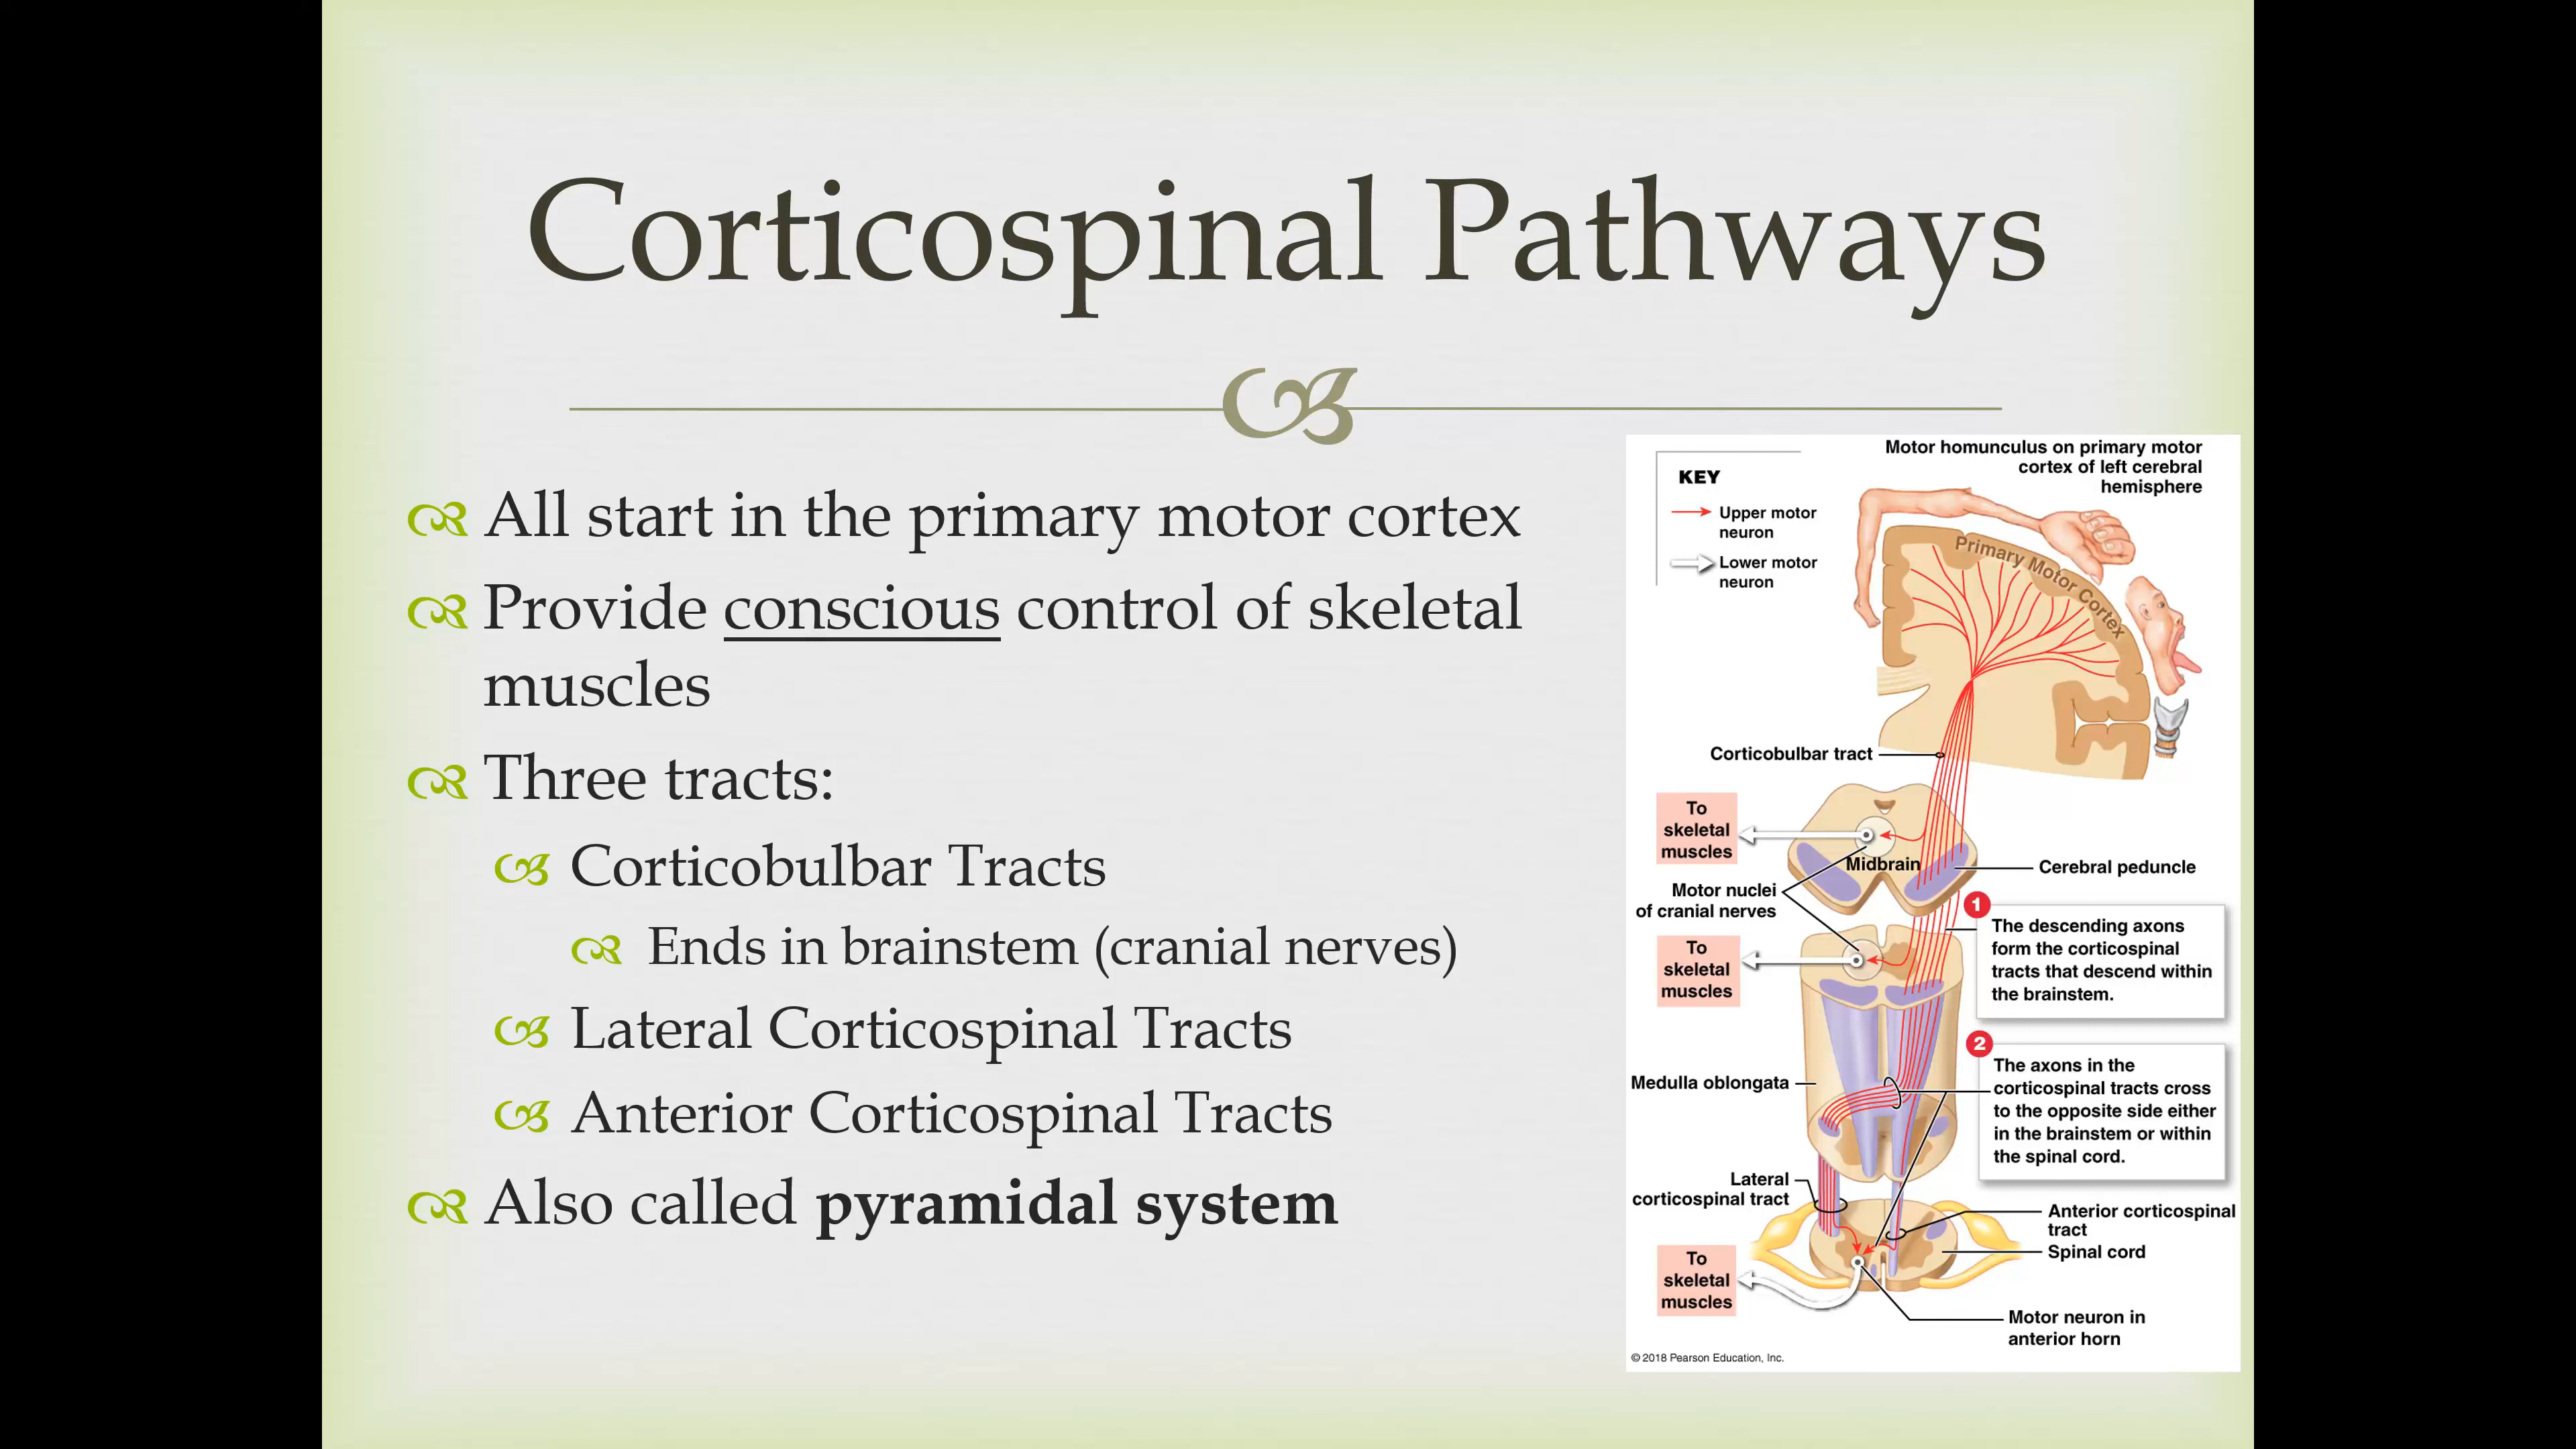 Corticospinal Pathways
All start in the primary motor cortex
Provide conscious control of skeletal
muscles
Three tracts:
Corticobulbar Tracts
Ends in brainstem (cranial nerves)
Lateral Corticospinal Tracts
Anterior Corticospinal Tracts
Also called pyramidal system
Motor homunculus on primary motor
cortex of left cerebral
hemisphere
KEY
Upper motor
neuron
Lower motor
neuron
Primary Motor Cortex
Corticobulbar tract
To
skeletal
muscles
Midbrain
Cerebral peduncle
Motor nuclei
of cranial nerves
1
The descending axons
form the corticospinal
tracts that descend within
the brainstem.
To
skeletal
muscles
2
The axons in the
corticospinal tracts cross
to the opposite side either
in the brainstem or within
the spinal cord.
Medulla oblongata
Lateral
corticospinal tract
Anterior corticospinal
tract
Spinal cord
To
skeletal
muscles
Motor neuron in
anterior horn
© 2018 Pearson Education, Inc.